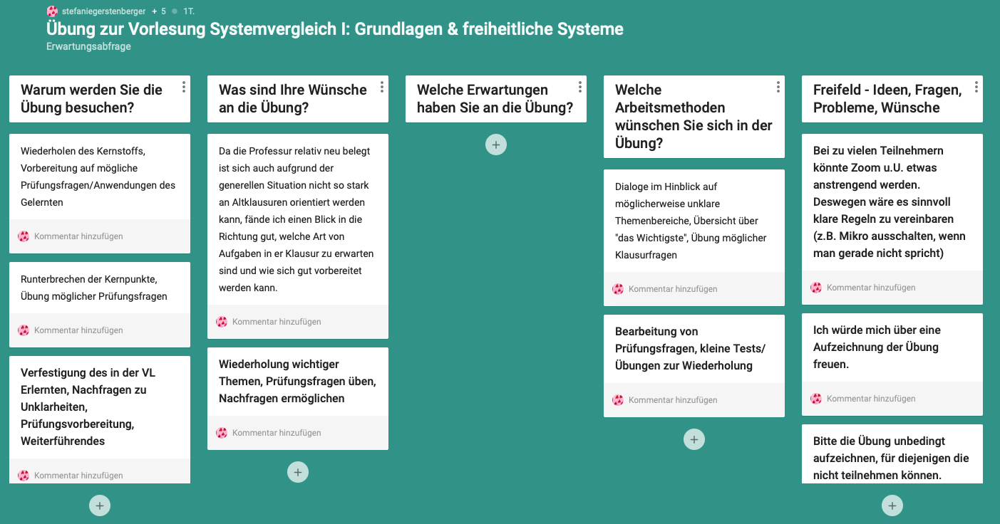 stefaniegerstenberger + 5 1T.
Übung zur Vorlesung Systemvergleich I: Grundlagen & freiheitliche Systeme
Erwartungsabfrage
Warum werden Sie die
Übung besuchen?
Wiederholen des Kernstoffs,
Vorbereitung auf mögliche
Prüfungsfragen/Anwendungen des
Gelernten
Kommentar hinzufügen
Runterbrechen der Kernpunkte,
Übung möglicher Prüfungsfragen
Kommentar hinzufügen
Verfestigung des in der VL
Erlernten, Nachfragen zu
Unklarheiten,
Prüfungsvorbereitung,
Weiterführendes
Kommentar hinzufügen
Was sind Ihre Wünsche
an die Übung?
Da die Professur relativ neu belegt
ist sich auch aufgrund der
generellen Situation nicht so stark
an Altklausuren orientiert werden
kann, fände ich einen Blick in die
Richtung gut, welche Art von
Aufgaben in er Klausur zu erwarten
sind und wie sich gut vorbereitet
werden kann.
Kommentar hinzufügen
Wiederholung wichtiger
Themen, Prüfungsfragen üben,
Nachfragen ermöglichen
Kommentar hinzufügen
Welche Erwartungen
haben Sie an die Übung?
Welche
Arbeitsmethoden
wünschen Sie sich in der
Übung?
Dialoge im Hinblick auf
möglicherweise unklare
Themenbereiche, Übersicht über
"das Wichtigste", Übung möglicher
Klausurfragen
Kommentar hinzufügen
Bearbeitung von
Prüfungsfragen, kleine Tests/
Übungen zur Wiederholung
Kommentar hinzufügen
Freifeld - Ideen, Fragen,
Probleme, Wünsche
Bei zu vielen Teilnehmern
könnte Zoom u.U. etwas
anstrengend werden.
Deswegen wäre es sinnvoll
klare Regeln zu vereinbaren
(z.B. Mikro ausschalten, wenn
man gerade nicht spricht)
Kommentar hinzufügen
Ich würde mich über eine
Aufzeichnung der Übung
freuen.
Kommentar hinzufügen
Bitte die Übung unbedingt
aufzeichnen, für diejenigen die
nicht teilnehmen können.